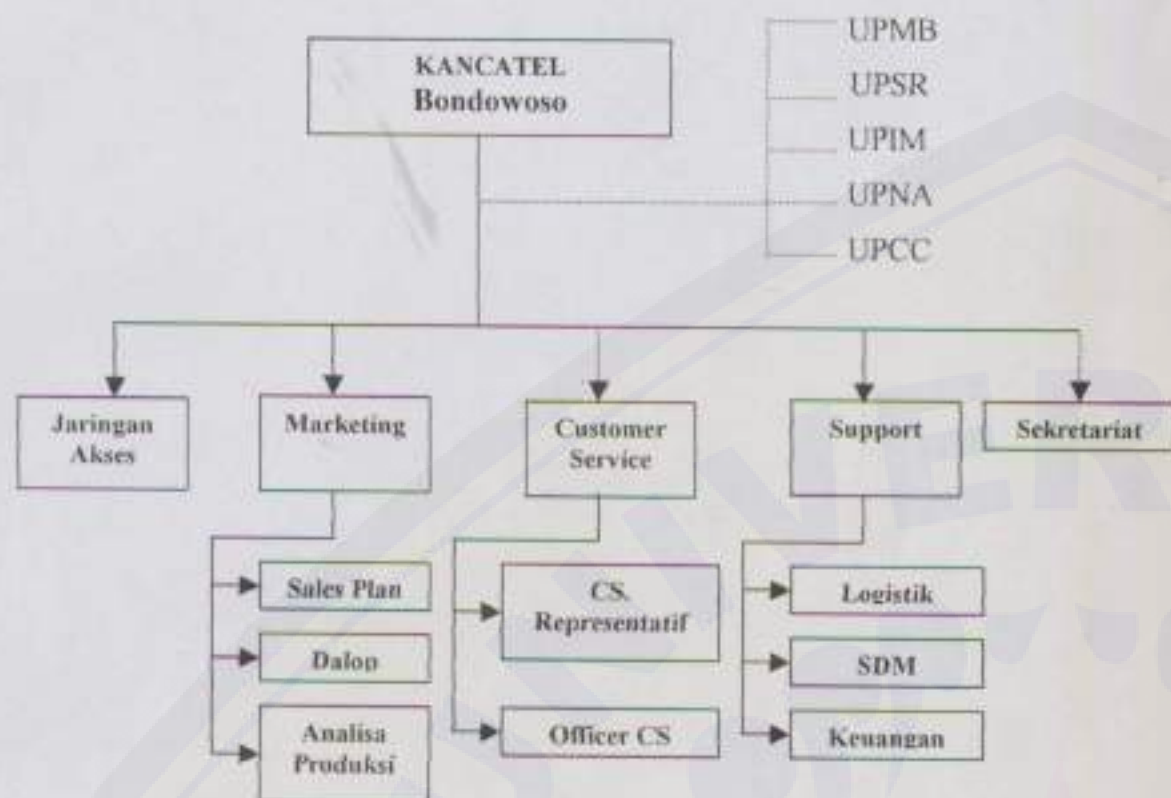 KANCATEL
Bondowoso
UPMB
UPSR
UPIM
UPNA
UPCC
Jaringan
Akses
Marketing
Customer
Service
Support
Sekretariat
Sales Plan
Dalop
Analisa
Produksi
CS.
Representatif
Officer CS
Logistik
SDM
Keuangan